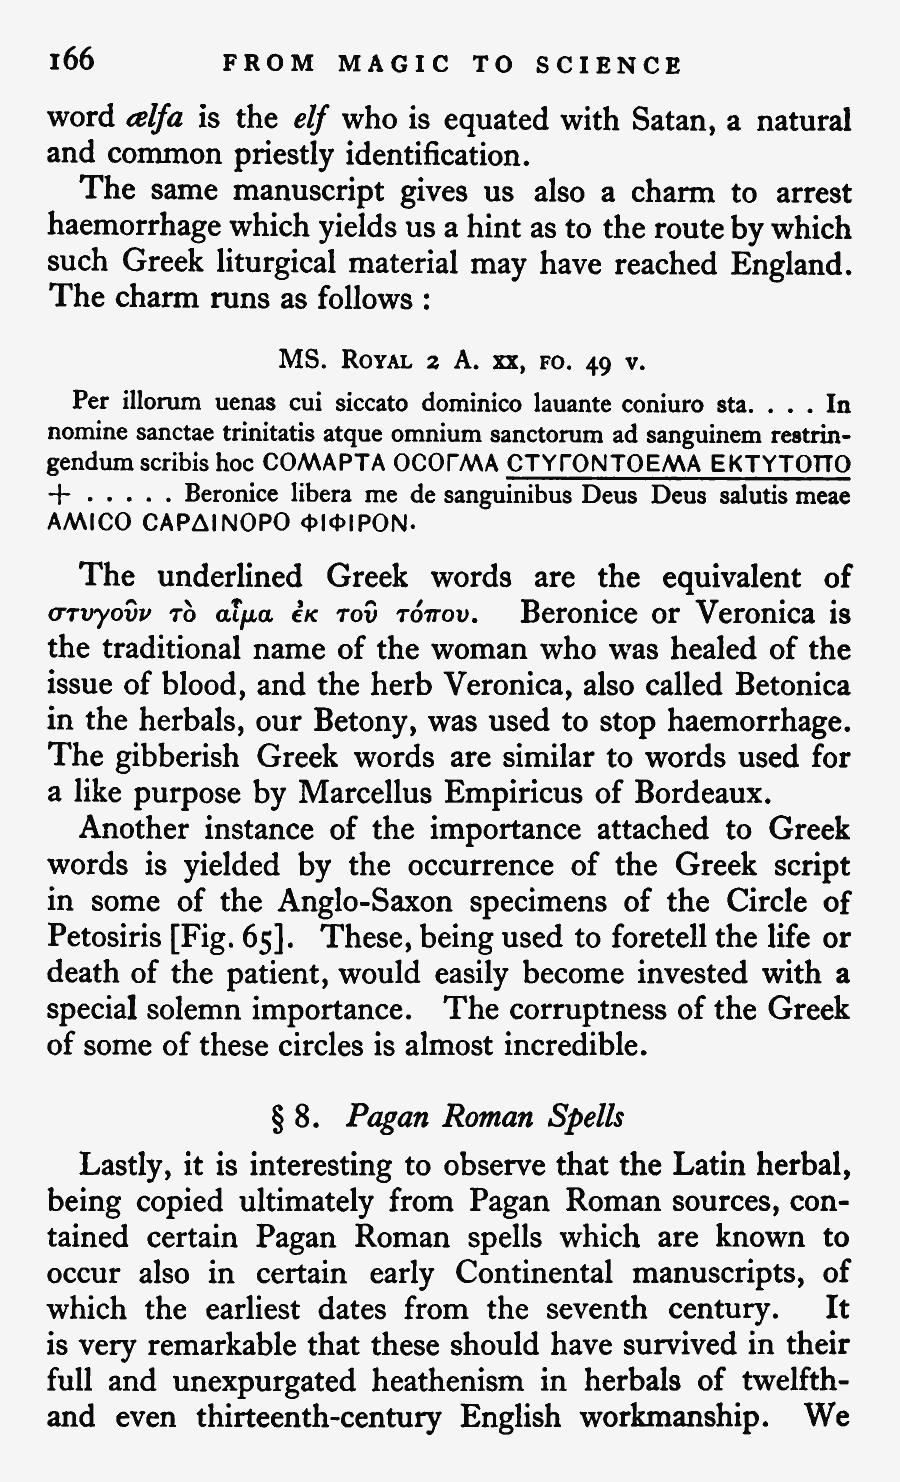 166 FROM MAGIC TO SCIENCE
word ælfa is the elf who is equated with Satan, a natural
and common priestly identification.
The same manuscript gives us also a charm to arrest
haemorrhage which yields us a hint as to the route by which
such Greek liturgical material may have reached England.
The charm runs as follows :
MS. ROYAL 2 A. XX, FO. 49 V.
Per illorum uenas cui siccato dominico lauante coniuro sta. . . . In
nomine sanctae trinitatis atque omnium sanctorum ad sanguinem restrin-
gendum scribis hoc COMAPTA OCOΓMA CTYΓONTOEMA EKTYTOΠO
+ . . . . . Beronice libera me de sanguinibus Deus Deus salutis meae
AMICO CAPΔINOPO ΦIΦIPON·
The underlined Greek words are the equivalent of
στυγοῦν τὸ αἷμα ἐκ τοῦ τόπου. Beronice or Veronica is
the traditional name of the woman who was healed of the
issue of blood, and the herb Veronica, also called Betonica
in the herbals, our Betony, was used to stop haemorrhage.
The gibberish Greek words are similar to words used for
a like purpose by Marcellus Empiricus of Bordeaux.
Another instance of the importance attached to Greek
words is yielded by the occurrence of the Greek script
in some of the Anglo-Saxon specimens of the Circle of
Petosiris [Fig. 65]. These, being used to foretell the life or
death of the patient, would easily become invested with a
special solemn importance. The corruptness of the Greek
of some of these circles is almost incredible.
§ 8. Pagan Roman Spells
Lastly, it is interesting to observe that the Latin herbal,
being copied ultimately from Pagan Roman sources, con-
tained certain Pagan Roman spells which are known to
occur also in certain early Continental manuscripts, of
which the earliest dates from the seventh century. It
is very remarkable that these should have survived in their
full and unexpurgated heathenism in herbals of twelfth-
and even thirteenth-century English workmanship. We